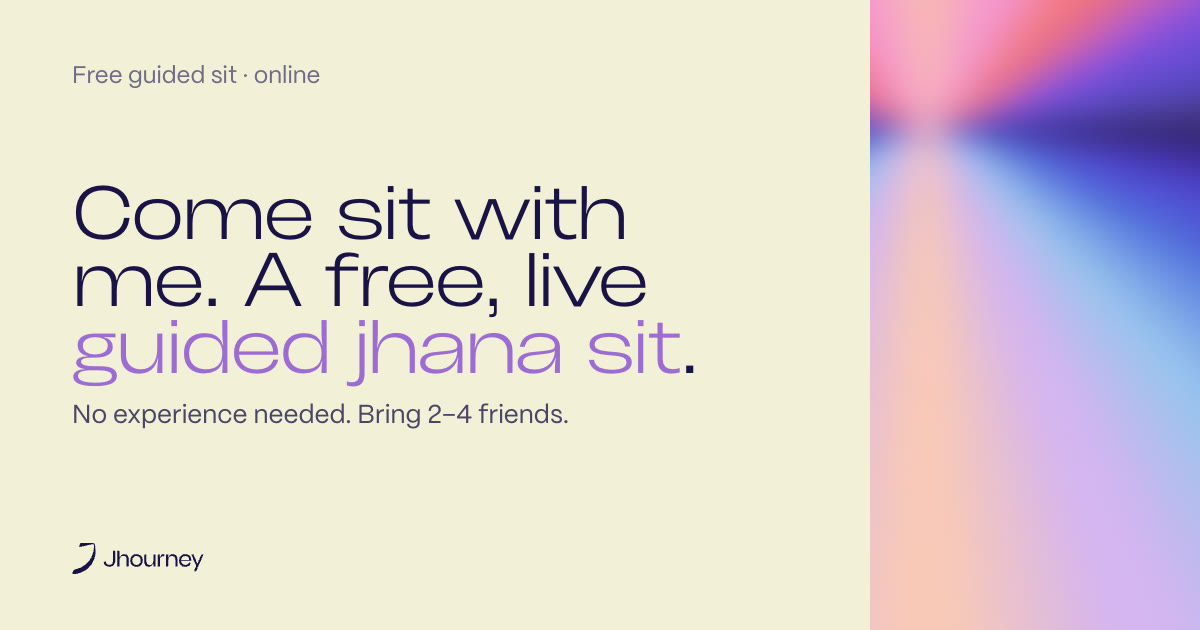 Free guided sit · online
Come sit with
me. A free, live
guided jhana sit.
No experience needed. Bring 2–4 friends.
Jhourney